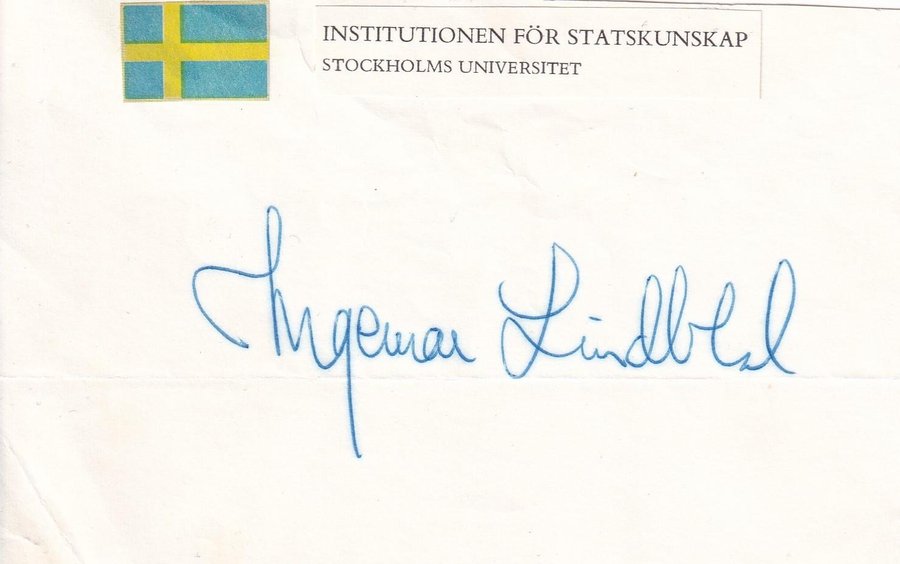 INSTITUTIONEN FÖR STATSKUNSKAP
STOCKHOLMS UNIVERSITET
Ingemar Lindblad